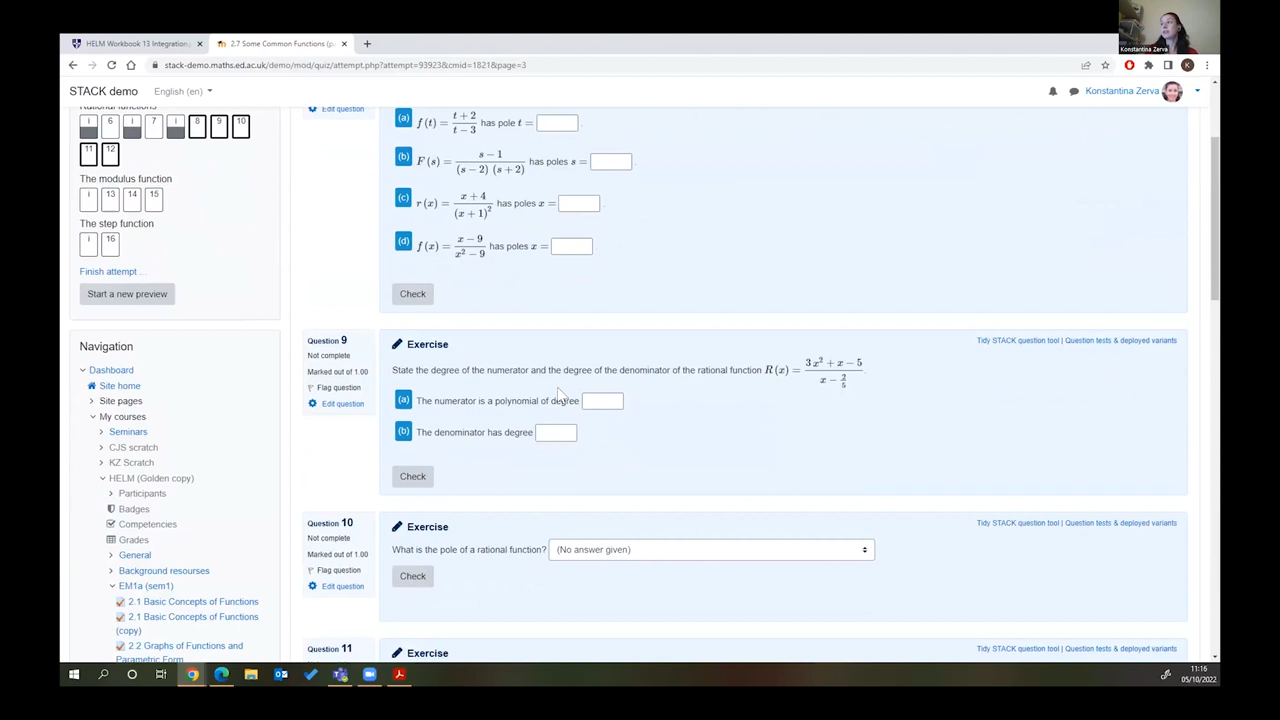 HELM Workbook 13 Integration,
2.7 Some Common Functions (p
Konstantina Zerva
stack-demo.maths.ed.ac.uk/demo/mod/quiz/attempt.php?attempt=93923&cmid=1821&page=3
K
STACK demo
English (en)
Konstantina Zerva
Rational functions
i 6 i 7 i 8 9 10
11 12
The modulus function
i 13 14 15
The step function
i 16
Finish attempt ...
Start a new preview
Navigation
Dashboard
Site home
Site pages
My courses
Seminars
CJS scratch
KZ Scratch
HELM (Golden copy)
Participants
Badges
Competencies
Grades
General
Background resources
EM1a (sem1)
2.1 Basic Concepts of Functions
2.1 Basic Concepts of Functions
(copy)
2.2 Graphs of Functions and
Parametric Form
Edit question
(a) f(t) = t + 2 / t − 3 has pole t = .
(b) F(s) = s − 1 / (s − 2) (s + 2) has poles s = .
(c) r(x) = x + 4 / (x + 1)² has poles x = .
(d) f(x) = x − 9 / x² − 9 has poles x = .
Check
Question 9
Not complete
Marked out of 1.00
Flag question
Edit question
Exercise
Tidy STACK question tool | Question tests & deployed variants
State the degree of the numerator and the degree of the denominator of the rational function R(x) = 3 x² + x − 5 / x − 2/5 .
(a) The numerator is a polynomial of degree
(b) The denominator has degree
Check
Question 10
Not complete
Marked out of 1.00
Flag question
Edit question
Exercise
Tidy STACK question tool | Question tests & deployed variants
What is the pole of a rational function? (No answer given)
Check
Question 11
Exercise
Tidy STACK question tool | Question tests & deployed variants
11:16
05/10/2022